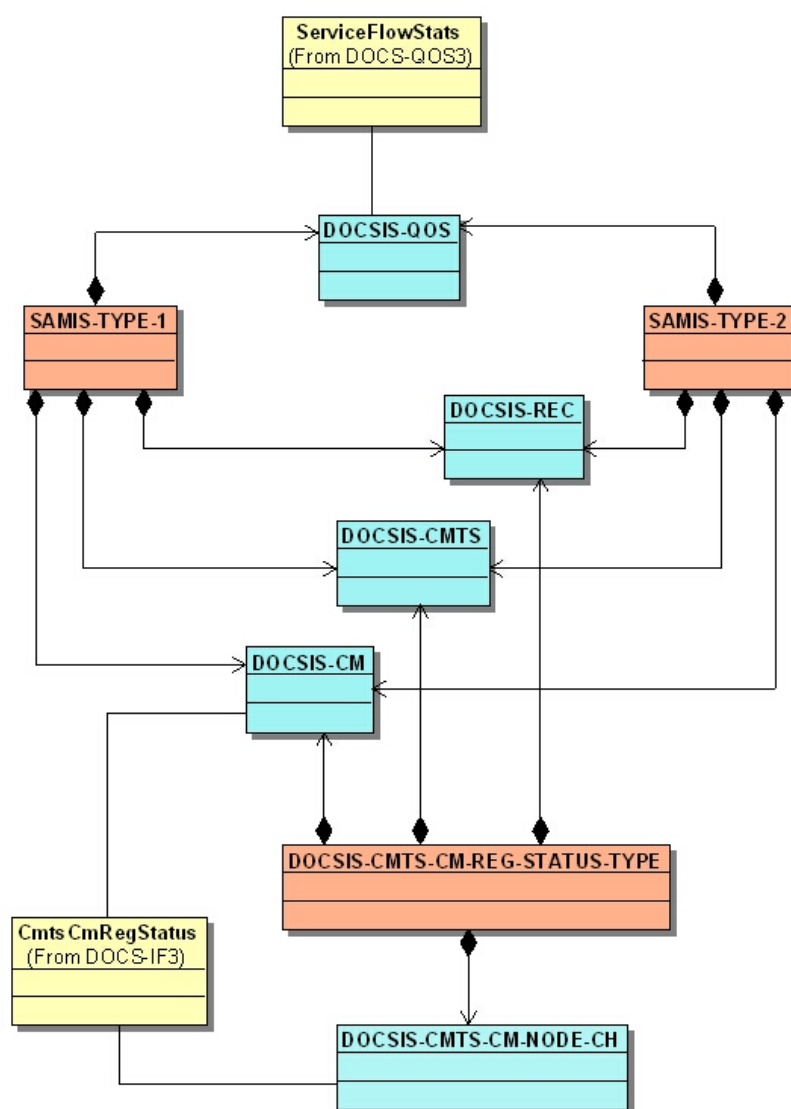 ServiceFlowStats
(From DOCS-QOS3)
DOCSIS-QOS
SAMIS-TYPE-1
SAMIS-TYPE-2
DOCSIS-REC
DOCSIS-CMTS
DOCSIS-CM
DOCSIS-CMTS-CM-REG-STATUS-TYPE
CmtsCmRegStatus
(From DOCS-IF3)
DOCSIS-CMTS-CM-NODE-CH